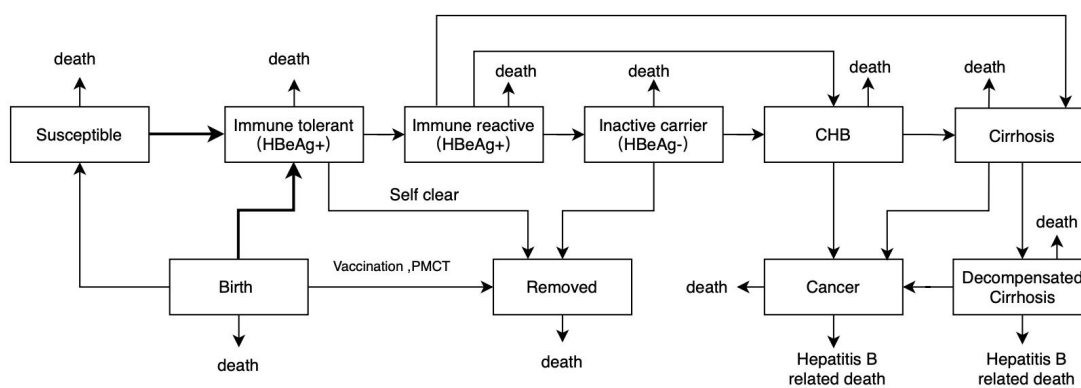 death
death
death
death
death
death
Susceptible
Immune tolerant
(HBeAg+)
Immune reactive
(HBeAg+)
Inactive carrier
(HBeAg-)
CHB
Cirrhosis
Self clear
death
Birth
Vaccination ,PMCT
Removed
death
Cancer
Decompensated
Cirrhosis
death
death
Hepatitis B
related death
Hepatitis B
related death